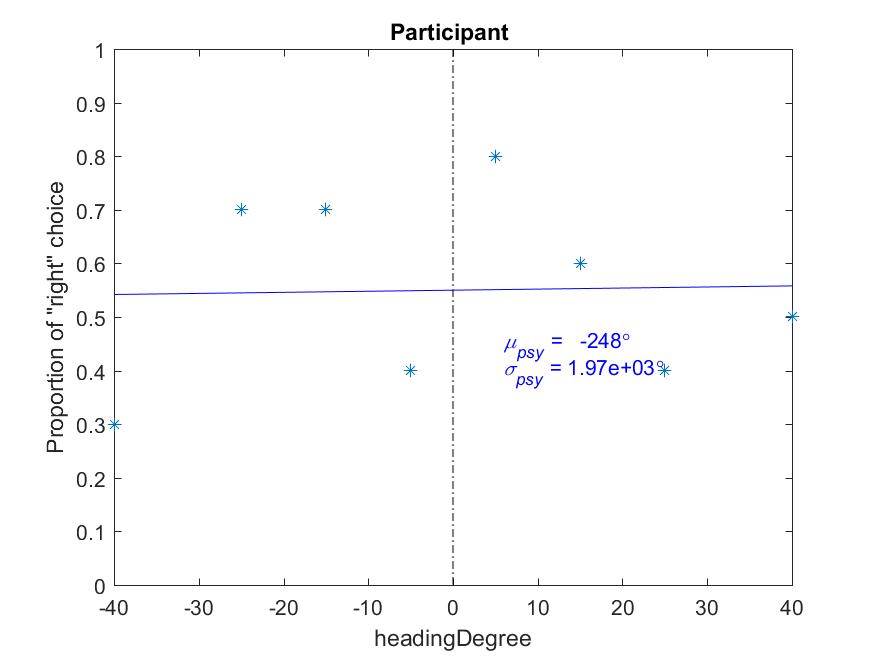 Participant
1
0.9
0.8
0.7
0.6
0.5
0.4
0.3
0.2
0.1
0
Proportion of "right" choice
μpsy = -248°
σpsy = 1.97e+03°
-40 -30 -20 -10 0 10 20 30 40
headingDegree